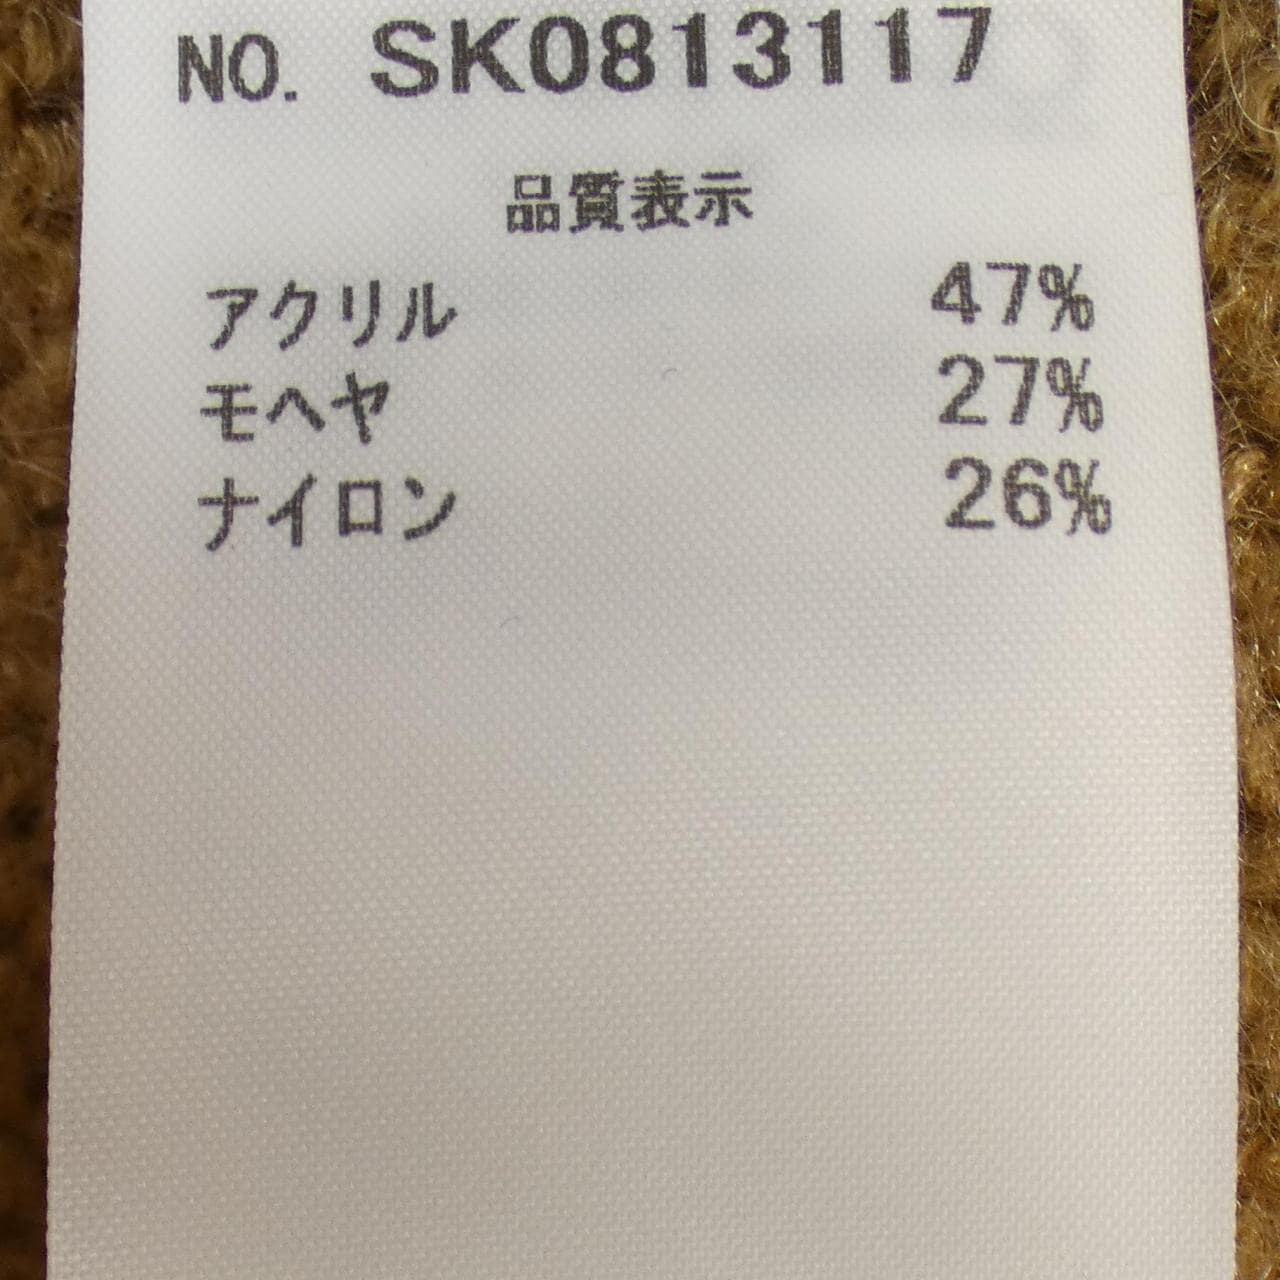 NO. SK0813117
品質表示
アクリル 47%
モヘヤ 27%
ナイロン 26%